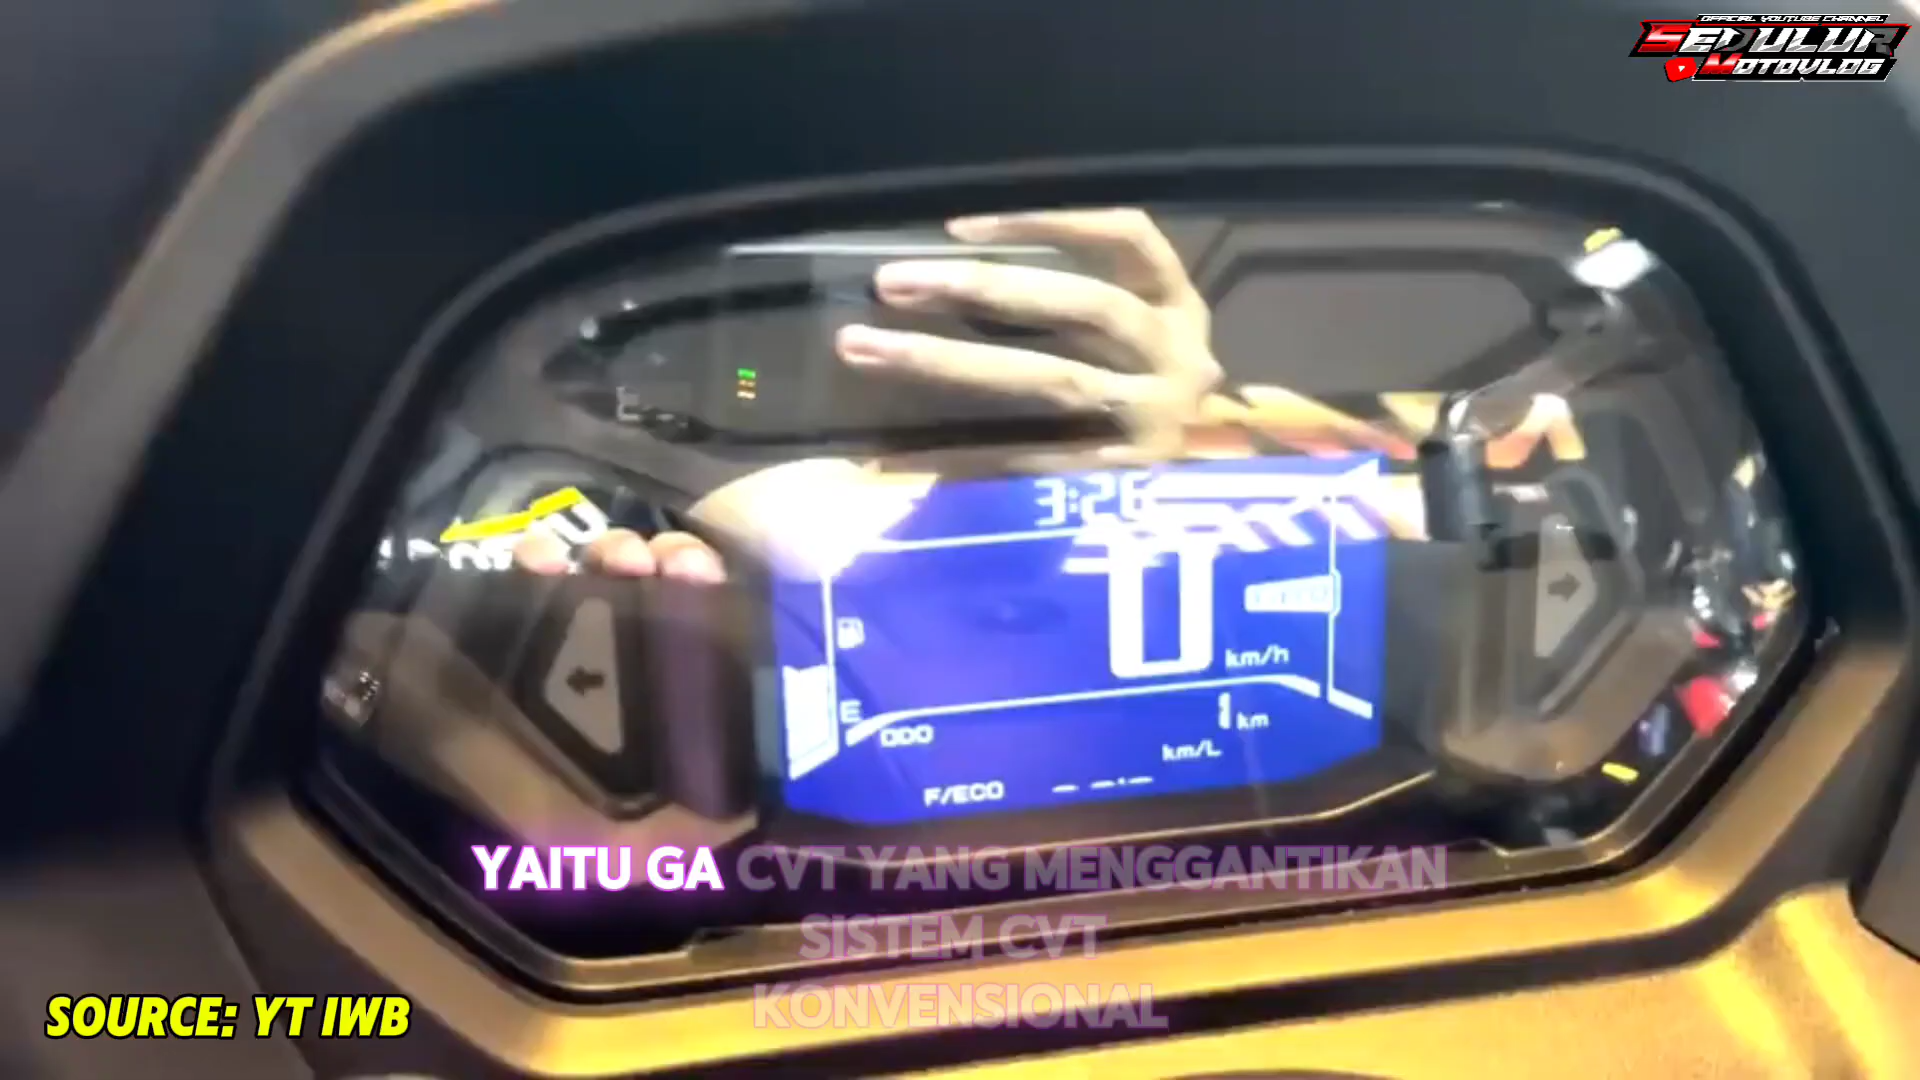 OFFICIAL YOUTUBE CHANNEL
SEDULUR
MOTOVLOG
3:26
0
km/h
E
ODO
1 km
km/L
F/ECO
YAITU GA CVT YANG MENGGANTIKAN
SISTEM CVT
KONVENSIONAL
SOURCE: YT IWB